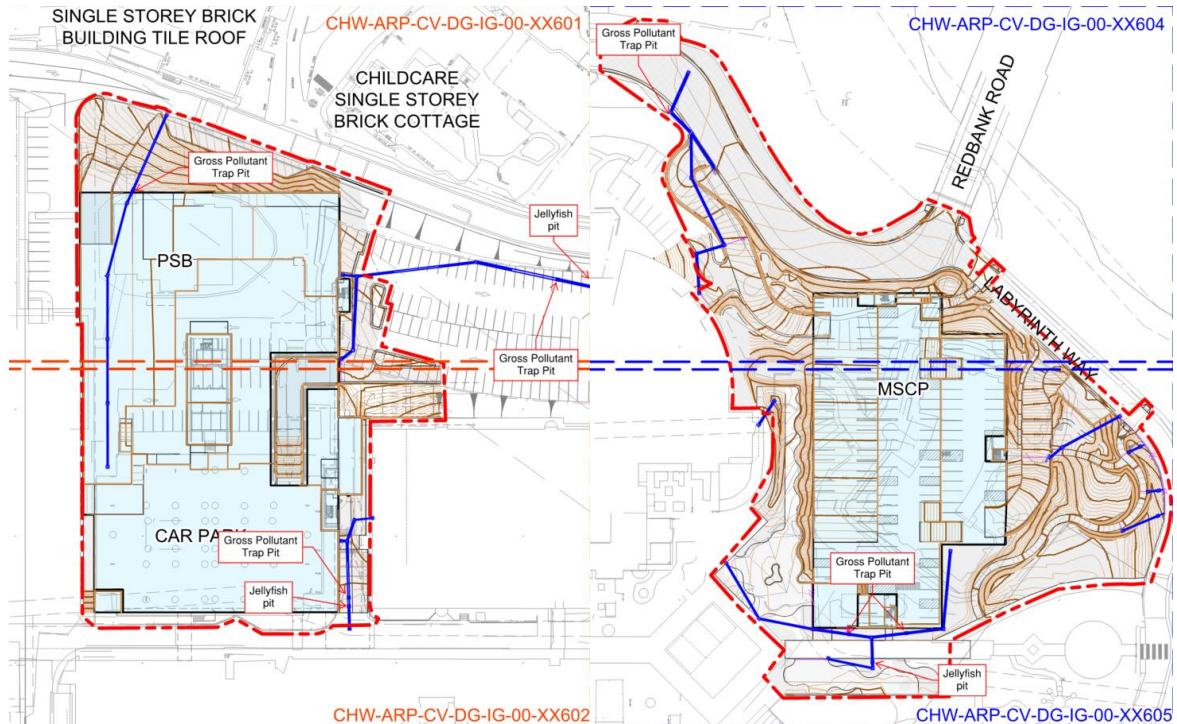 SINGLE STOREY BRICK
BUILDING TILE ROOF
CHW-ARP-CV-DG-IG-00-XX601
CHILDCARE
SINGLE STOREY
BRICK COTTAGE
Gross Pollutant
Trap Pit
PSB
Jellyfish
pit
Gross Pollutant
Trap Pit
CAR PARK
Gross Pollutant
Trap Pit
Jellyfish
pit
CHW-ARP-CV-DG-IG-00-XX602
Gross Pollutant
Trap Pit
CHW-ARP-CV-DG-IG-00-XX604
REDBANK ROAD
LABYRINTH WAY
MSCP
Gross Pollutant
Trap Pit
Jellyfish
pit
CHW-ARP-CV-DG-IG-00-XX605